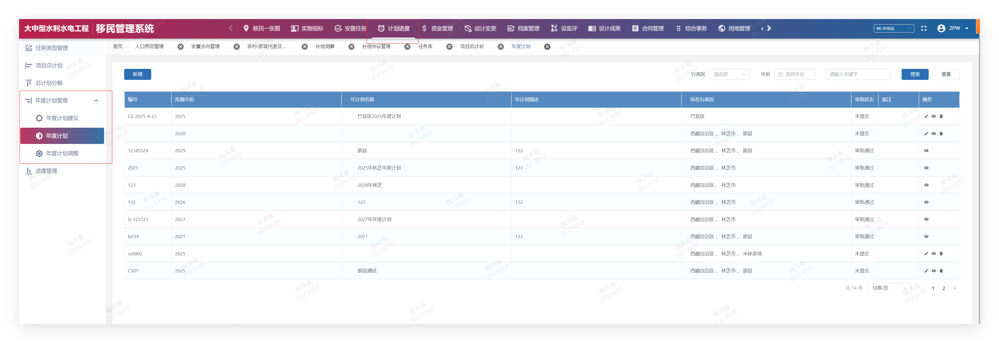 大中型水利水电工程 移民管理系统 移民一张图 实物指标 安置任务 计划进度 资金管理 设计变更 档案管理 设监评 设计成果 合同管理 综合事务 用地管理 ML水电站 ZPW
首页 人口界定管理 安置去向管理 农村-家庭代表及... 补偿测算 补偿协议管理 任务库 项目总计划 年度计划
任务类型管理
项目总计划
总计划分解
年度计划管理
年度计划建议
年度计划
年度计划调整
进度管理
新增 行政区 请选择 年份 选择年份 请输入关键字 搜索 重置
编号 所属年份 年计划名称 年计划描述 所在行政区 审批状态 备注 操作
CS-2025-4-21 2025 巴宜区2025年度计划 巴宜区 未提交
2020 西藏自治区 , 林芝市 , 朗县 未提交
12345324 2029 朗县 123 西藏自治区 , 林芝市 , 朗县 审批通过
2025 2025 2025年林芝年度计划 123 西藏自治区 , 林芝市 审批通过
123 2028 2028年林芝 西藏自治区 , 林芝市 审批通过
132 2026 123 132 西藏自治区 , 林芝市 审批通过
lz-123123 2027 2027年年度计划 西藏自治区 , 林芝市 审批通过
lx234 2021 2021 123 西藏自治区 , 林芝市 , 朗县 审批通过
cs0002 2025 西藏自治区 , 林芝市 , 米林农场 未提交
CS01 2025 朗县测试 西藏自治区 , 林芝市 , 朗县 未提交
共 14 条 10条/页 1 2
陶泽鑫
2023050